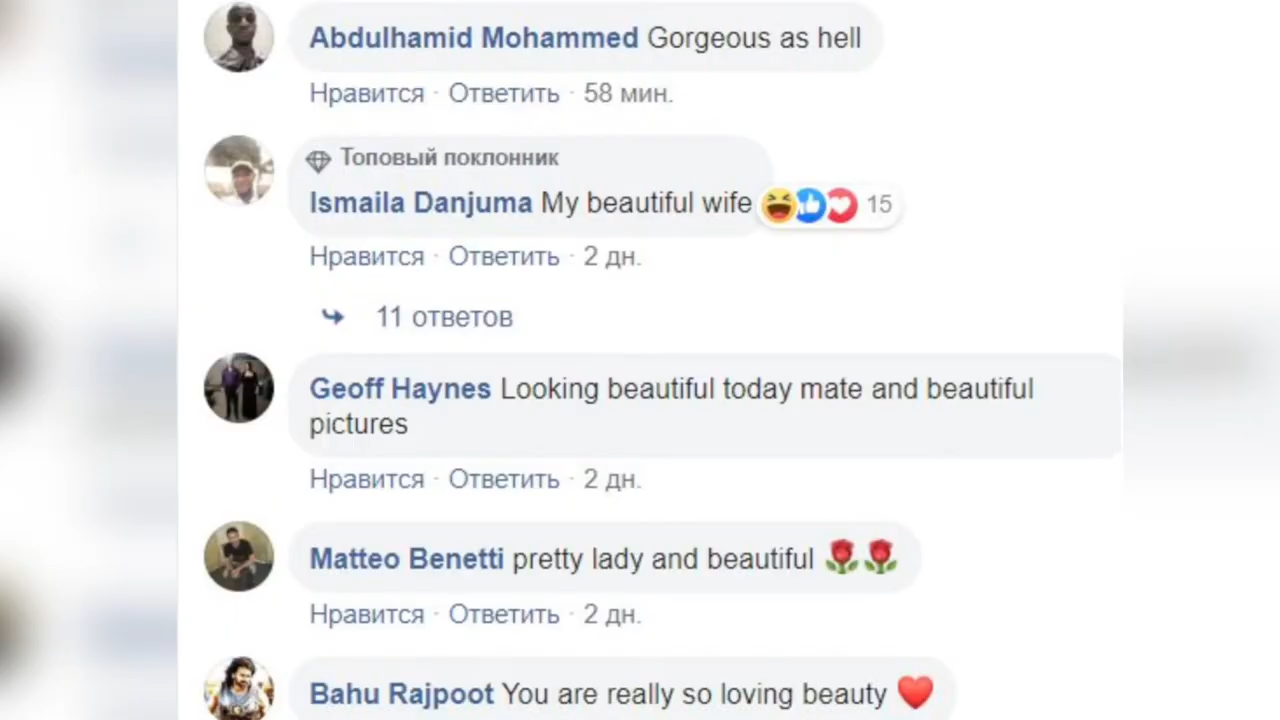 Abdulhamid Mohammed Gorgeous as hell
Нравится · Ответить · 58 мин.
Топовый поклонник
Ismaila Danjuma My beautiful wife 15
Нравится · Ответить · 2 дн.
11 ответов
Geoff Haynes Looking beautiful today mate and beautiful
pictures
Нравится · Ответить · 2 дн.
Matteo Benetti pretty lady and beautiful 🌹🌹
Нравится · Ответить · 2 дн.
Bahu Rajpoot You are really so loving beauty ❤️